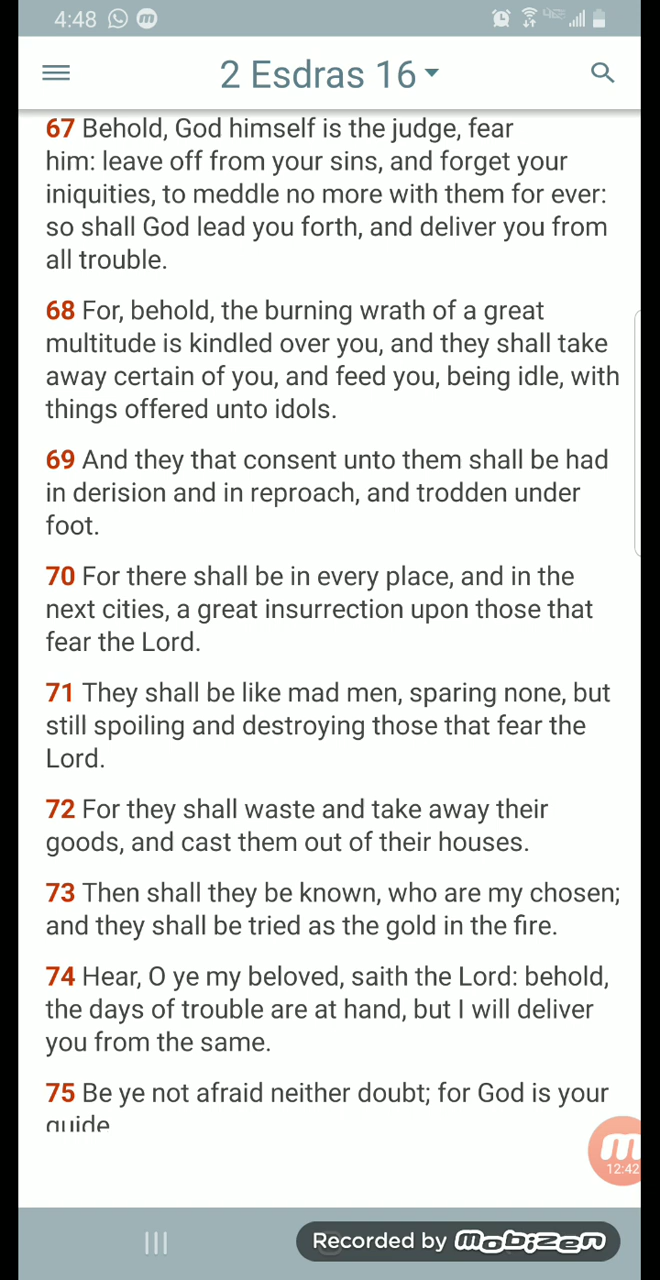 4:48
2 Esdras 16
67 Behold, God himself is the judge, fear
him: leave off from your sins, and forget your
iniquities, to meddle no more with them for ever:
so shall God lead you forth, and deliver you from
all trouble.
68 For, behold, the burning wrath of a great
multitude is kindled over you, and they shall take
away certain of you, and feed you, being idle, with
things offered unto idols.
69 And they that consent unto them shall be had
in derision and in reproach, and trodden under
foot.
70 For there shall be in every place, and in the
next cities, a great insurrection upon those that
fear the Lord.
71 They shall be like mad men, sparing none, but
still spoiling and destroying those that fear the
Lord.
72 For they shall waste and take away their
goods, and cast them out of their houses.
73 Then shall they be known, who are my chosen;
and they shall be tried as the gold in the fire.
74 Hear, O ye my beloved, saith the Lord: behold,
the days of trouble are at hand, but I will deliver
you from the same.
75 Be ye not afraid neither doubt; for God is your
guide
12:42
Recorded by mobizen